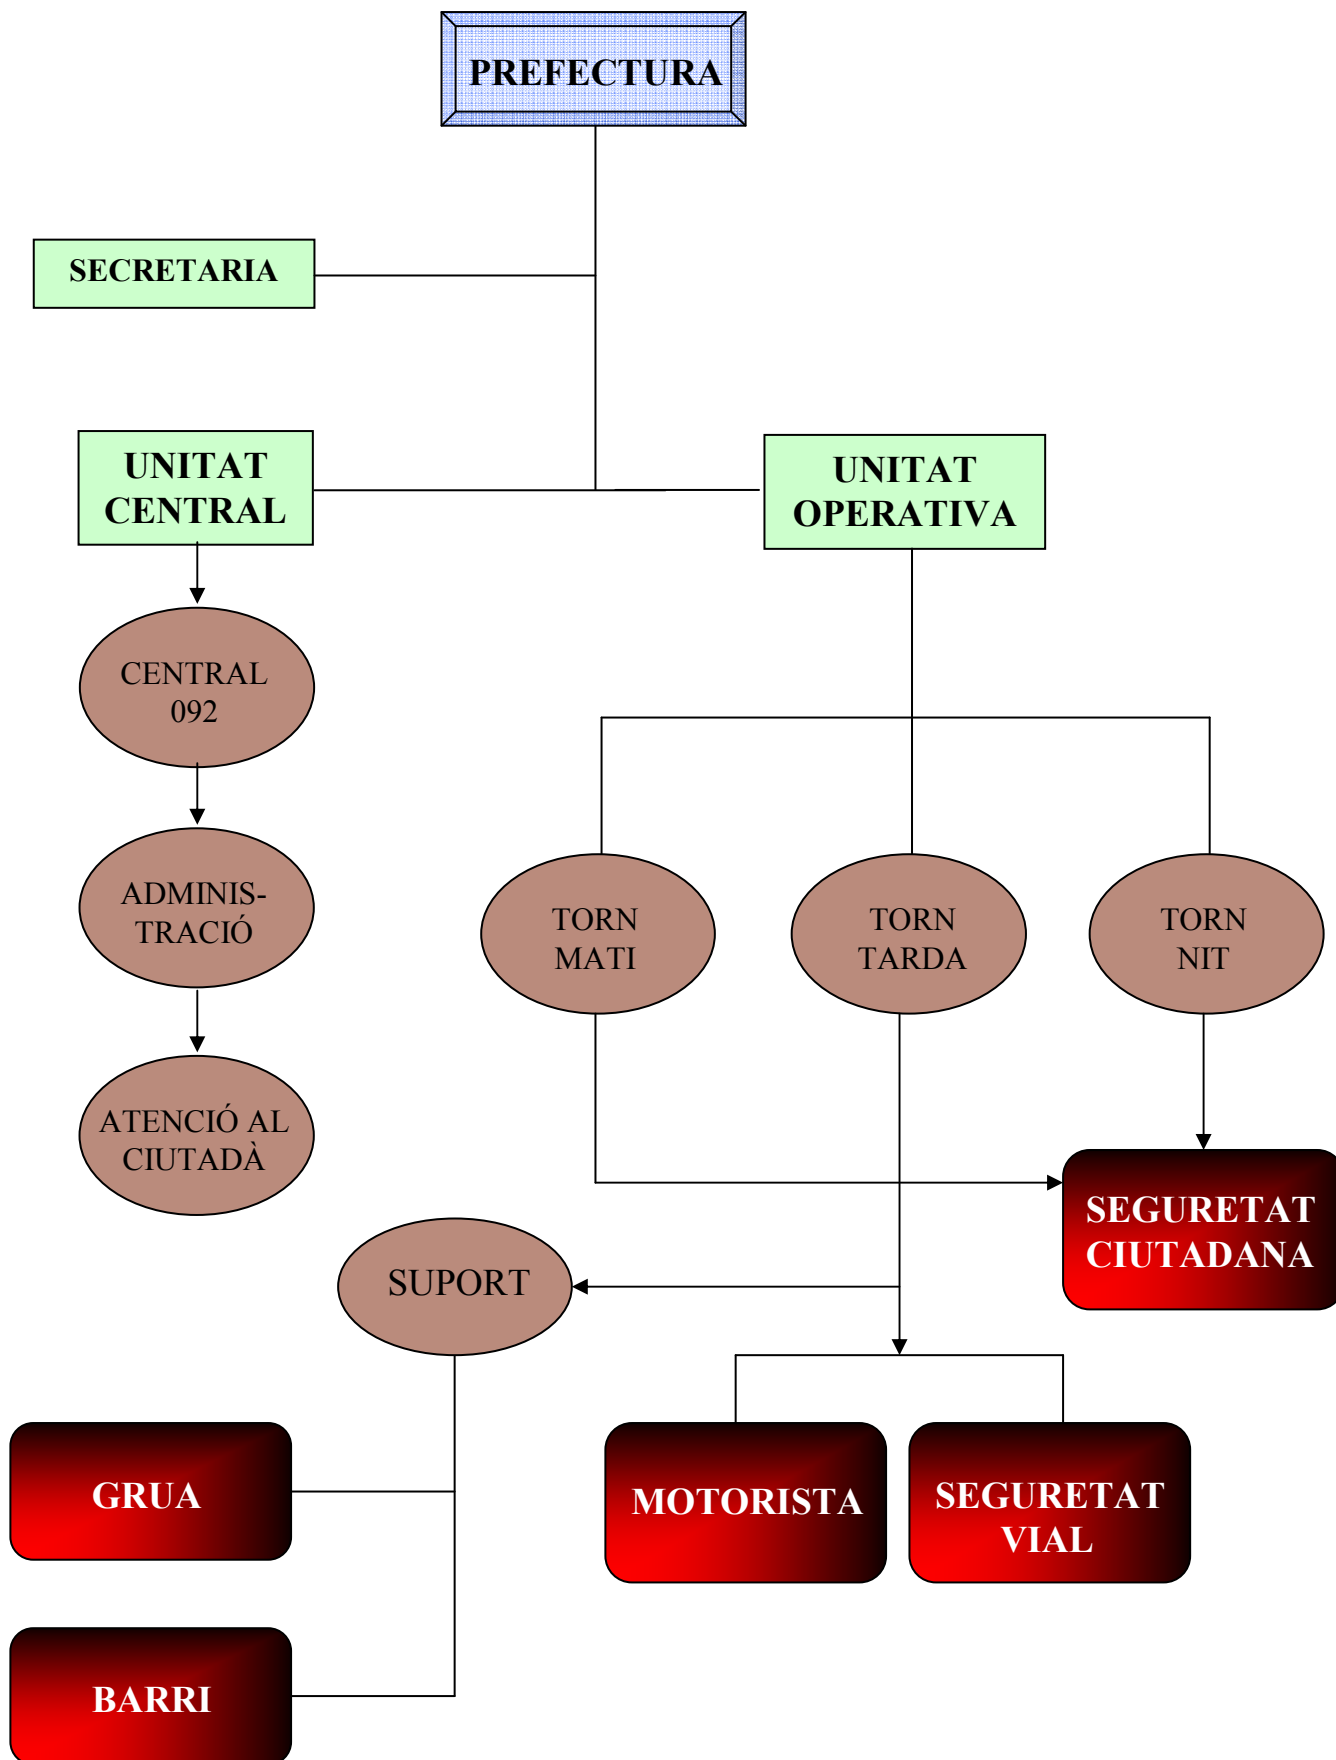 PREFECTURA
SECRETARIA
UNITAT
CENTRAL
UNITAT
OPERATIVA
CENTRAL
092
ADMINIS-
TRACIÓ
TORN
MATI
TORN
TARDA
TORN
NIT
ATENCIÓ AL
CIUTADÀ
SEGURETAT
CIUTADANA
SUPORT
GRUA
MOTORISTA
SEGURETAT
VIAL
BARRI